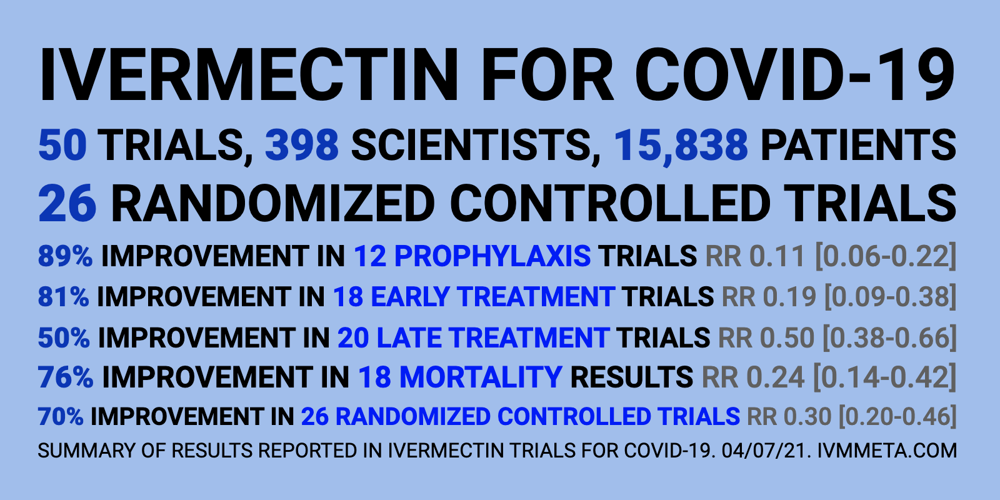 IVERMECTIN FOR COVID-19
50 TRIALS, 398 SCIENTISTS, 15,838 PATIENTS
26 RANDOMIZED CONTROLLED TRIALS
89% IMPROVEMENT IN 12 PROPHYLAXIS TRIALS RR 0.11 [0.06-0.22]
81% IMPROVEMENT IN 18 EARLY TREATMENT TRIALS RR 0.19 [0.09-0.38]
50% IMPROVEMENT IN 20 LATE TREATMENT TRIALS RR 0.50 [0.38-0.66]
76% IMPROVEMENT IN 18 MORTALITY RESULTS RR 0.24 [0.14-0.42]
70% IMPROVEMENT IN 26 RANDOMIZED CONTROLLED TRIALS RR 0.30 [0.20-0.46]
SUMMARY OF RESULTS REPORTED IN IVERMECTIN TRIALS FOR COVID-19. 04/07/21. IVMMETA.COM